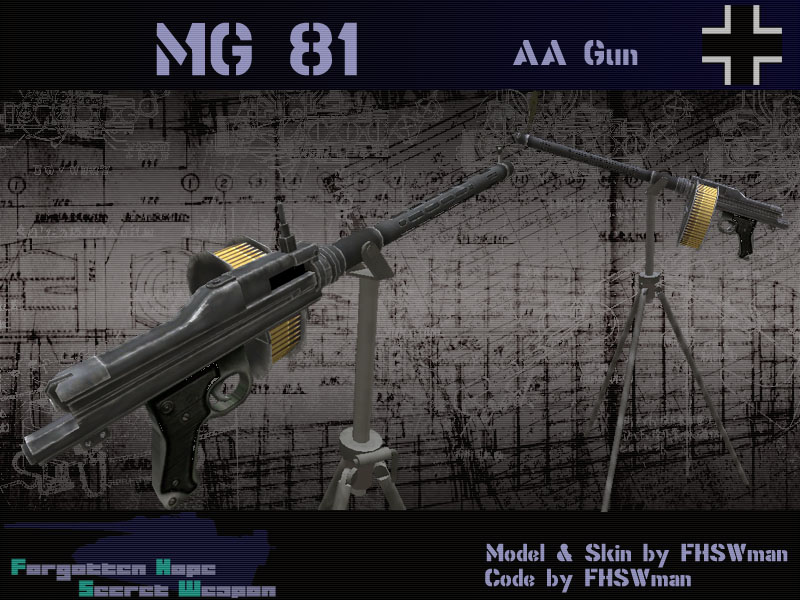 MG 81
AA Gun
Forgotten Hope
Secret Weapon
Model & Skin by FHSWman
Code by FHSWman